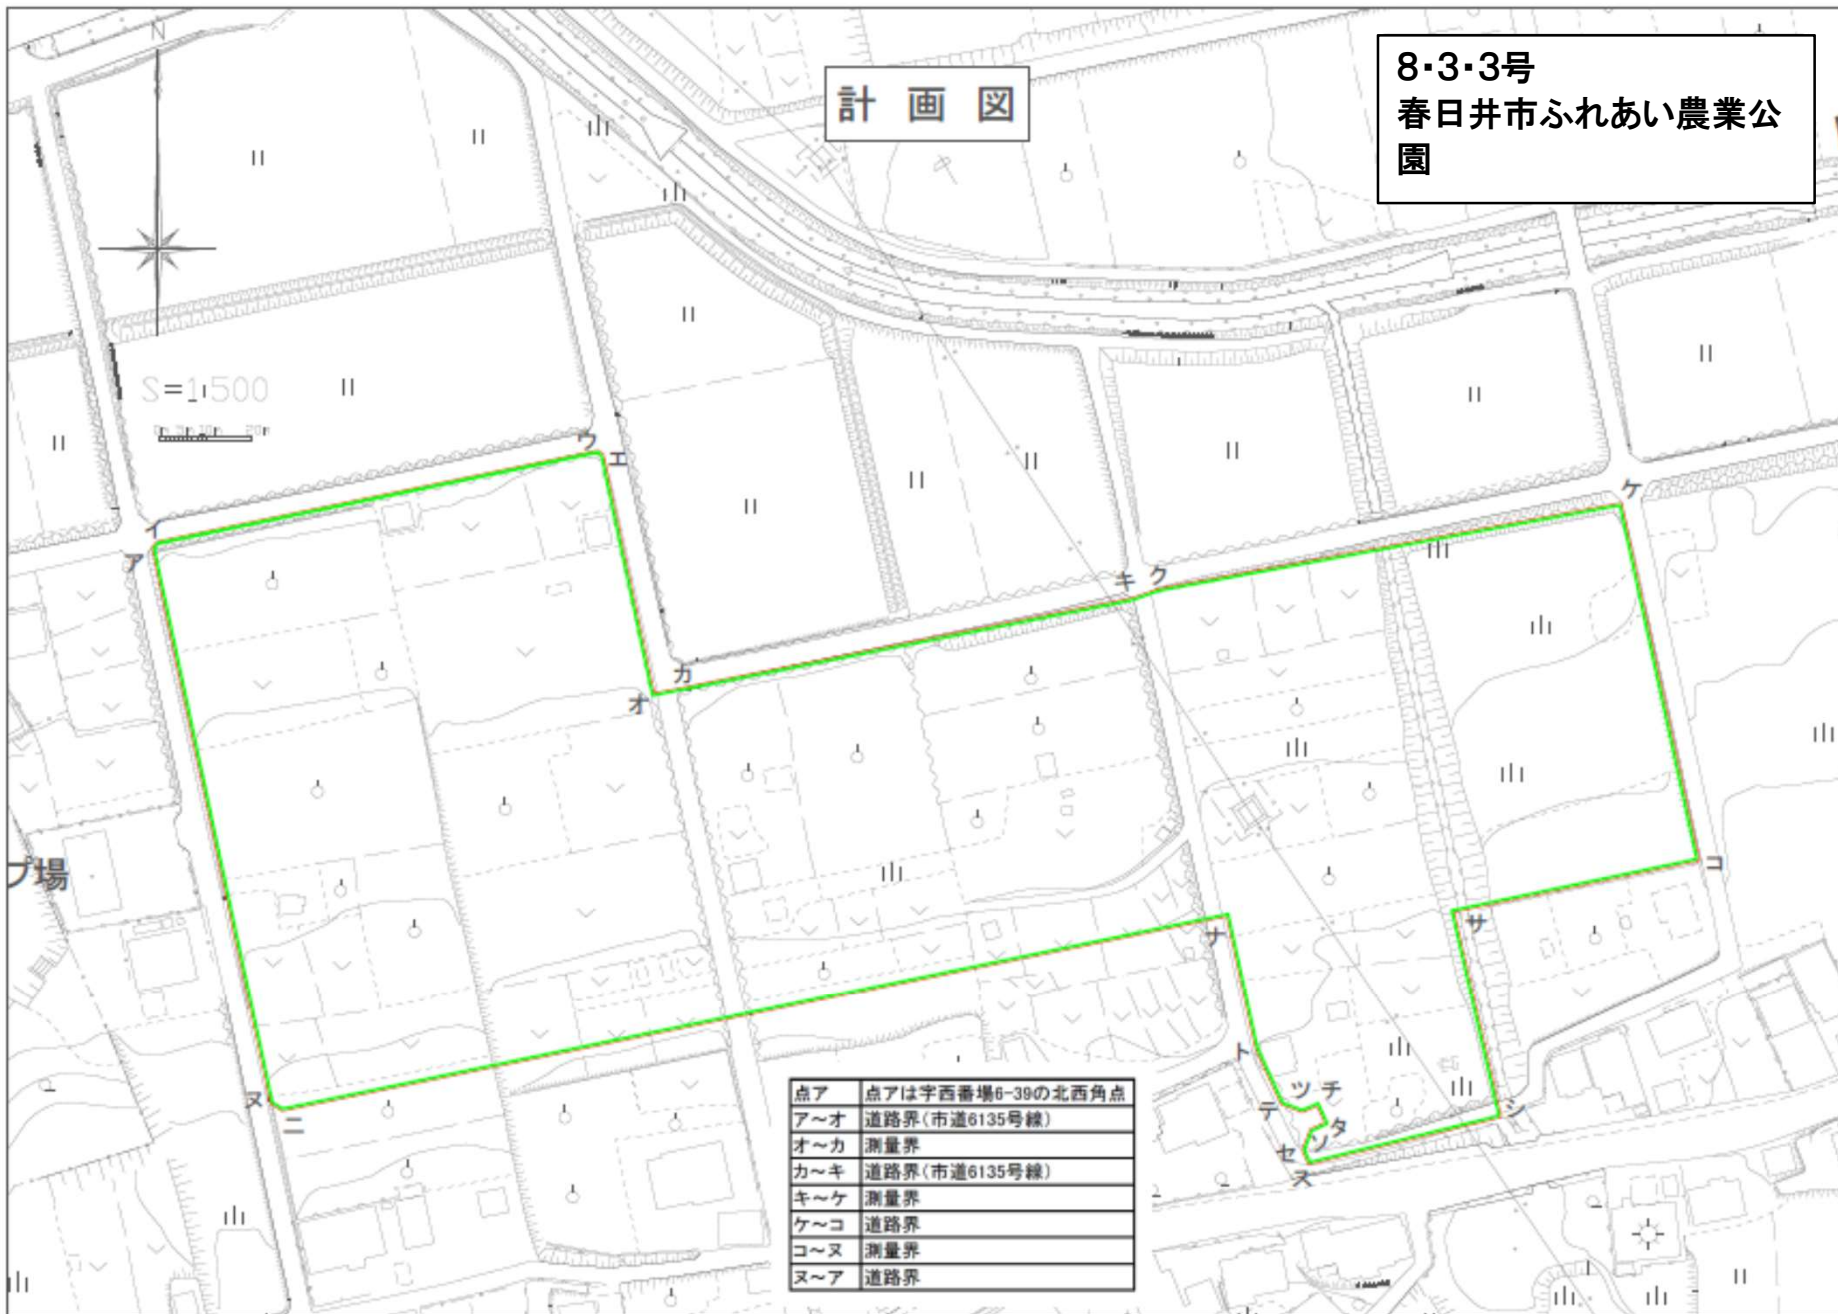 N
計画図
8・3・3号
春日井市ふれあい農業公
園
S=1:500
ウ
エ
イ
ア
ケ
キ ク
カ
オ
コ
サ
ナ
プ場
ト
ツ チ
テ
タ
ソ
セ
ス
シ
ヌ
ニ
点ア 点アは字西番場6-39の北西角点
ア~オ 道路界(市道6135号線)
オ~カ 測量界
カ~キ 道路界(市道6135号線)
キ~ケ 測量界
ケ~コ 道路界
コ~ヌ 測量界
ヌ~ア 道路界